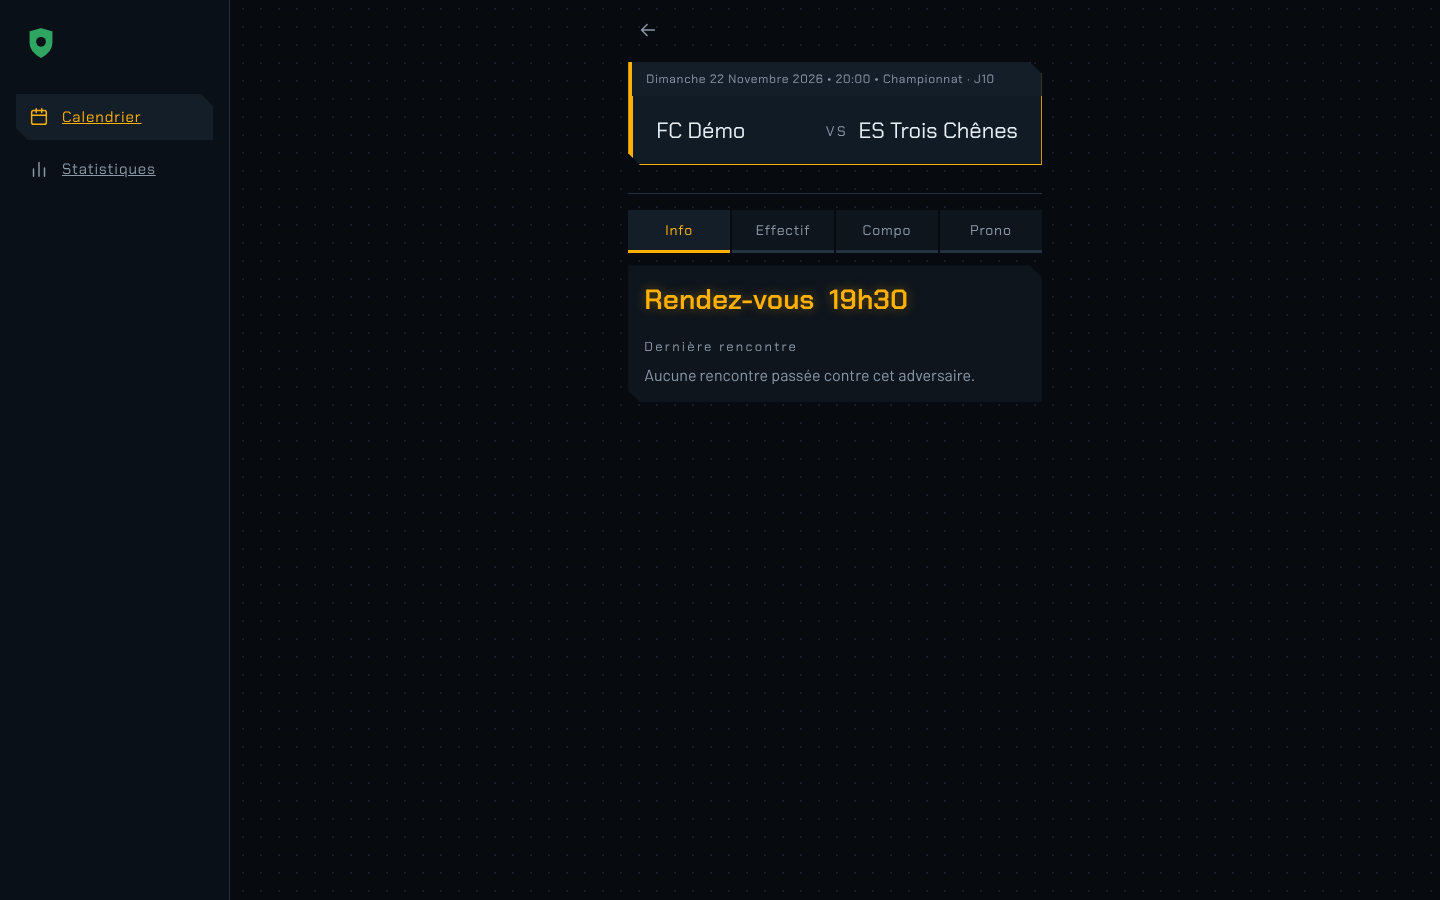 Calendrier
Statistiques
Dimanche 22 Novembre 2026 • 20:00 • Championnat · J10
FC Démo VS ES Trois Chênes
Info Effectif Compo Prono
Rendez-vous 19h30
Dernière rencontre
Aucune rencontre passée contre cet adversaire.